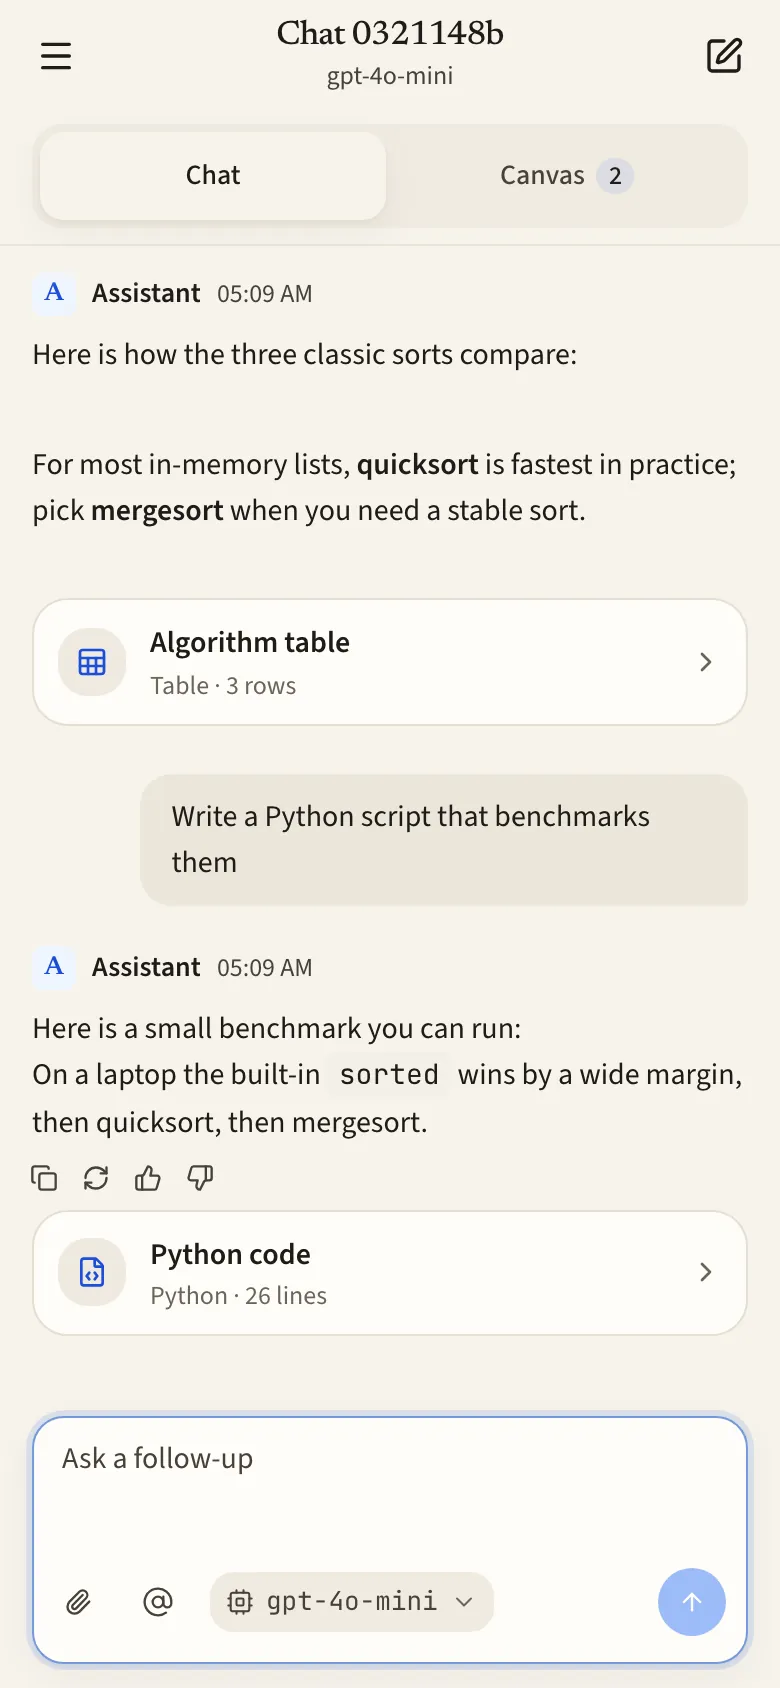 Chat 0321148b
gpt-4o-mini
Chat
Canvas 2
A Assistant 05:09 AM
Here is how the three classic sorts compare:
For most in-memory lists, quicksort is fastest in practice;
pick mergesort when you need a stable sort.
Algorithm table
Table · 3 rows
Write a Python script that benchmarks
them
A Assistant 05:09 AM
Here is a small benchmark you can run:
On a laptop the built-in sorted wins by a wide margin,
then quicksort, then mergesort.
Python code
Python · 26 lines
Ask a follow-up
gpt-4o-mini